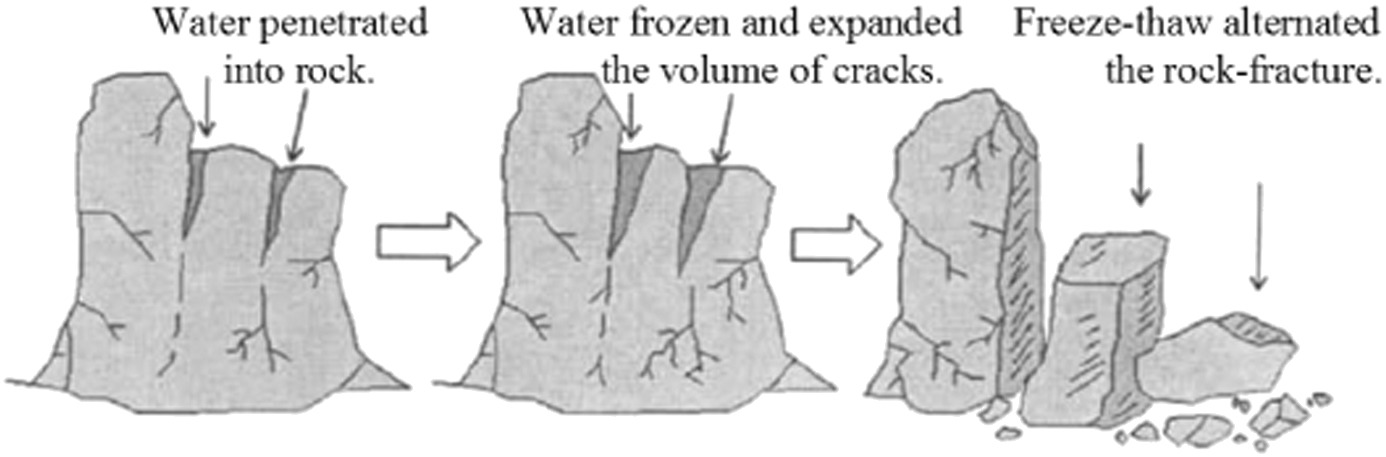 Water penetrated
into rock.
Water frozen and expanded
the volume of cracks.
Freeze-thaw alternated
the rock-fracture.